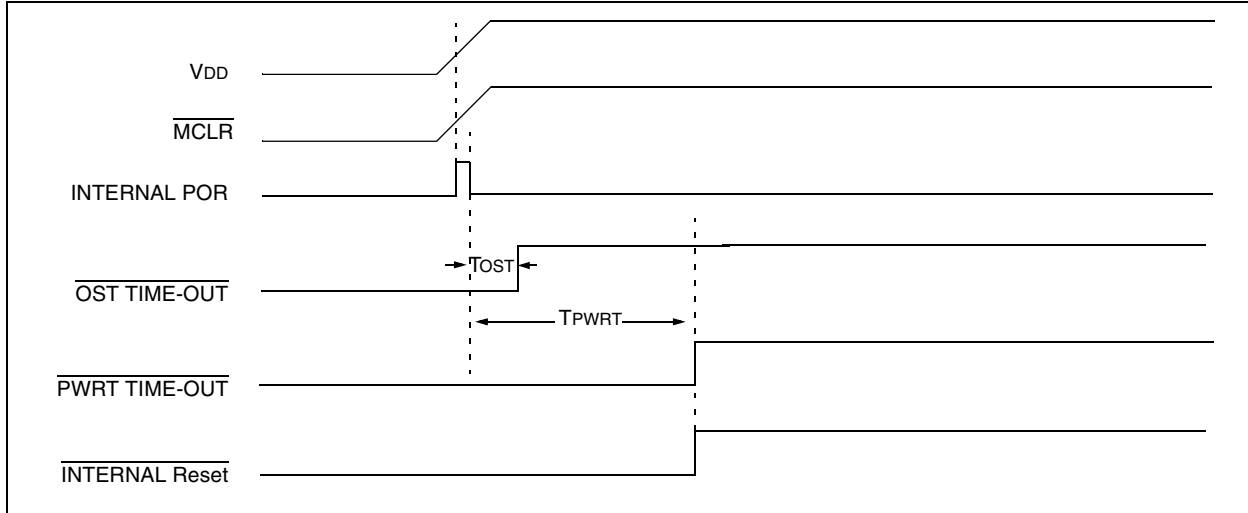 VDD
MCLR
INTERNAL POR
TOST
OST TIME-OUT
TPWRT
PWRT TIME-OUT
INTERNAL Reset